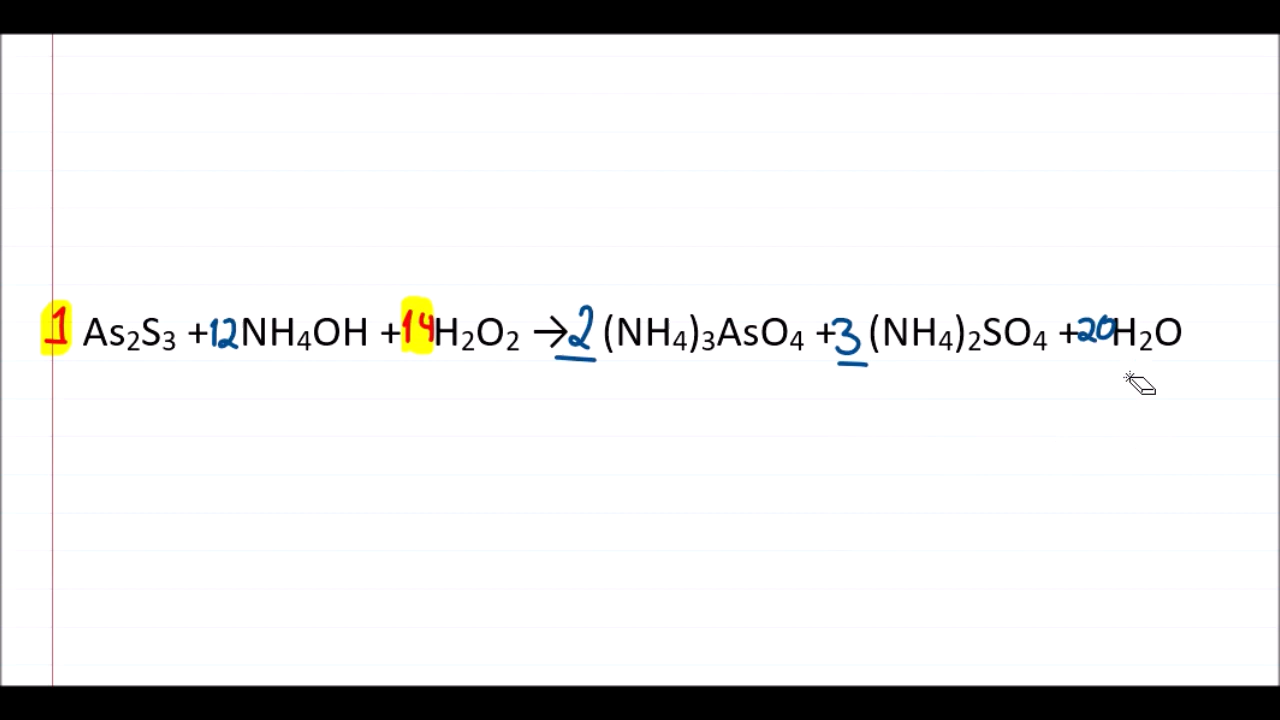 1 As₂S₃ +12NH₄OH +14H₂O₂ →2 (NH₄)₃AsO₄ +3 (NH₄)₂SO₄ +20H₂O